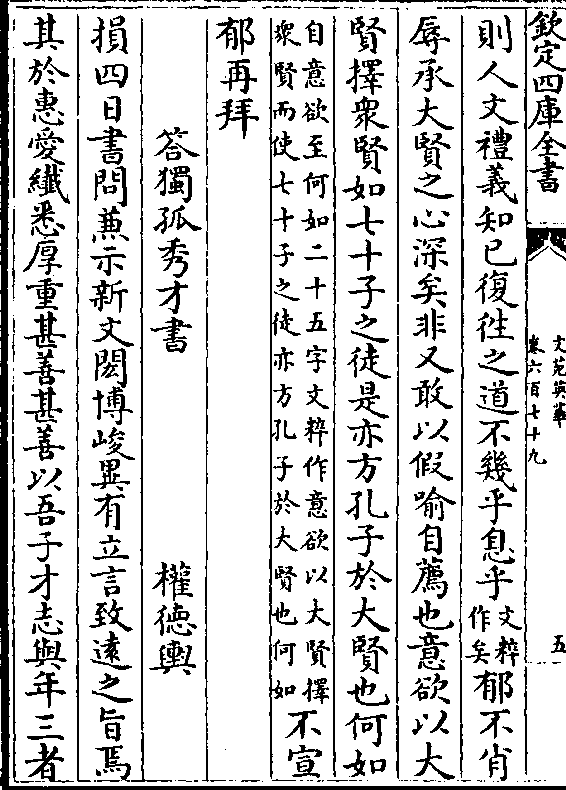 欽定四庫全書
文苑英華
卷六百七十九
五
則人文禮義知已復徃之道不幾乎息乎文粹作矣郁不肖
辱承大賢之心深矣非又敢以假喻自薦也意欲以大
賢擇衆賢如七十子之徒是亦方孔子於大賢也何如
自意欲至何如二十五字文粹作意欲以大賢擇
衆賢而使七十子之徒亦方孔子於大賢也何如
不宣
郁再拜
答獨孤秀才書
權德輿
損四日書問兼示新文閎博峻異有立言致遠之旨焉
其於惠愛纎悉厚重甚善甚善以吾子才志與年三者